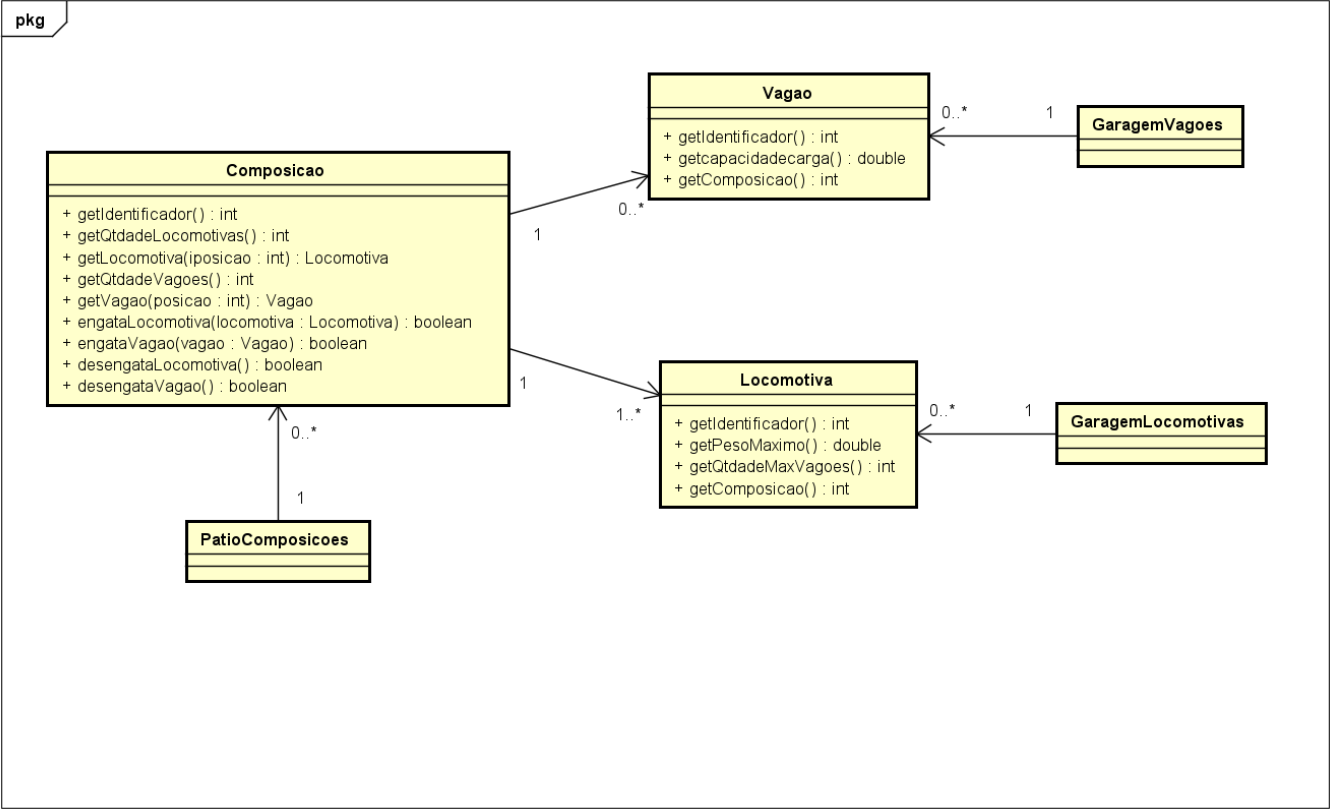 pkg
Vagao
+ getIdentificador() : int
+ getcapacidadecarga() : double
+ getComposicao() : int
0..*
1
GaragemVagoes
Composicao
+ getIdentificador() : int
+ getQtdadeLocomotivas() : int
+ getLocomotiva(iposicao : int) : Locomotiva
+ getQtdadeVagoes() : int
+ getVagao(posicao : int) : Vagao
+ engataLocomotiva(locomotiva : Locomotiva) : boolean
+ engataVagao(vagao : Vagao) : boolean
+ desengataLocomotiva() : boolean
+ desengataVagao() : boolean
0..*
1
1
1..*
Locomotiva
+ getIdentificador() : int
+ getPesoMaximo() : double
+ getQtdadeMaxVagoes() : int
+ getComposicao() : int
0..*
1
GaragemLocomotivas
0..*
1
PatioComposicoes